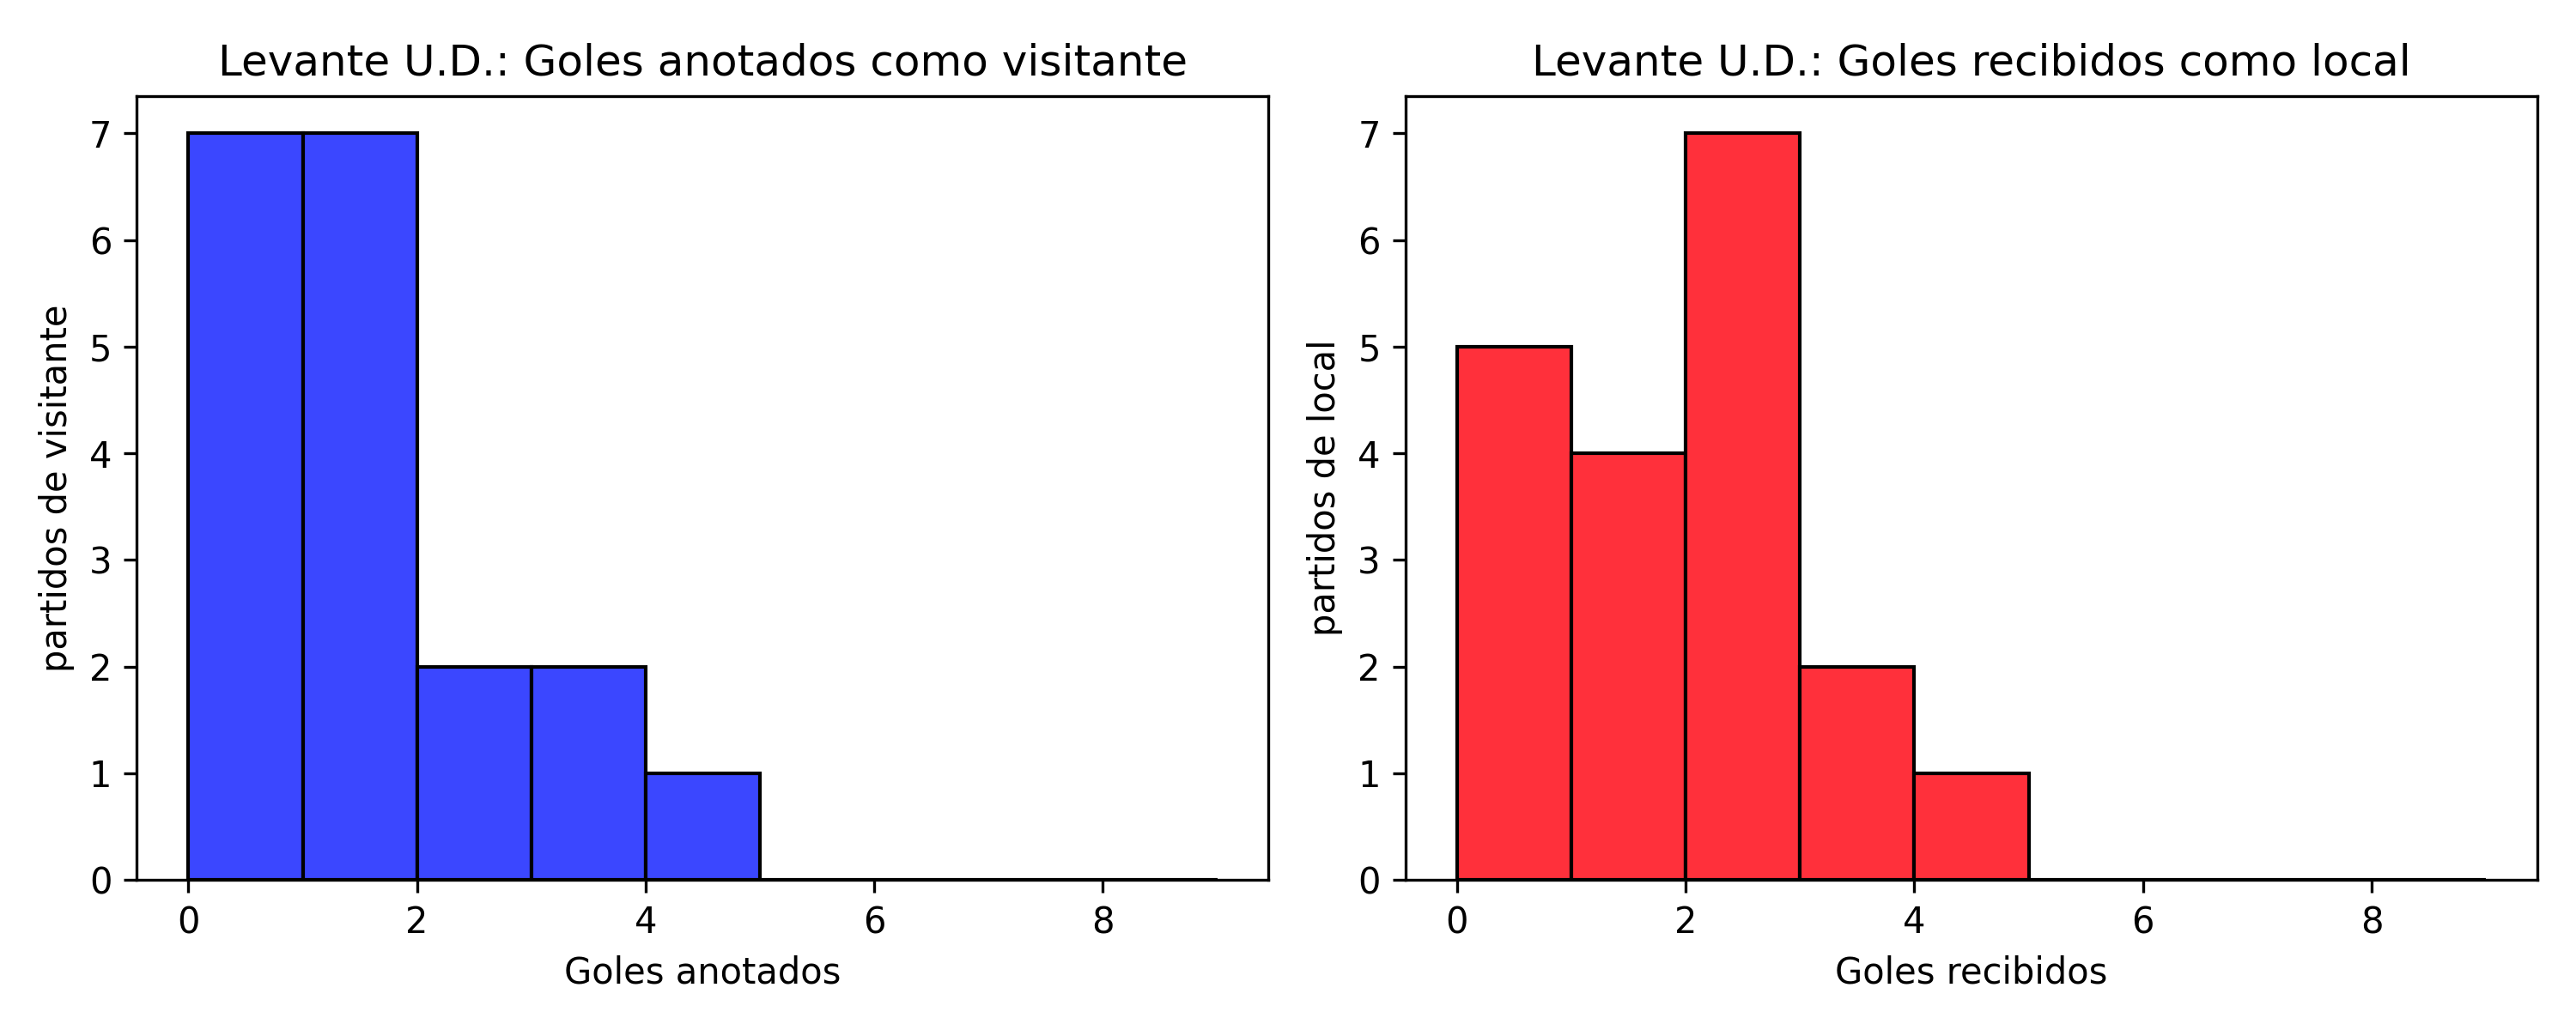 Levante U.D.: Goles anotados como visitante
partidos de visitante
7
6
5
4
3
2
1
0
0 2 4 6 8
Goles anotados
Levante U.D.: Goles recibidos como local
partidos de local
7
6
5
4
3
2
1
0
0 2 4 6 8
Goles recibidos